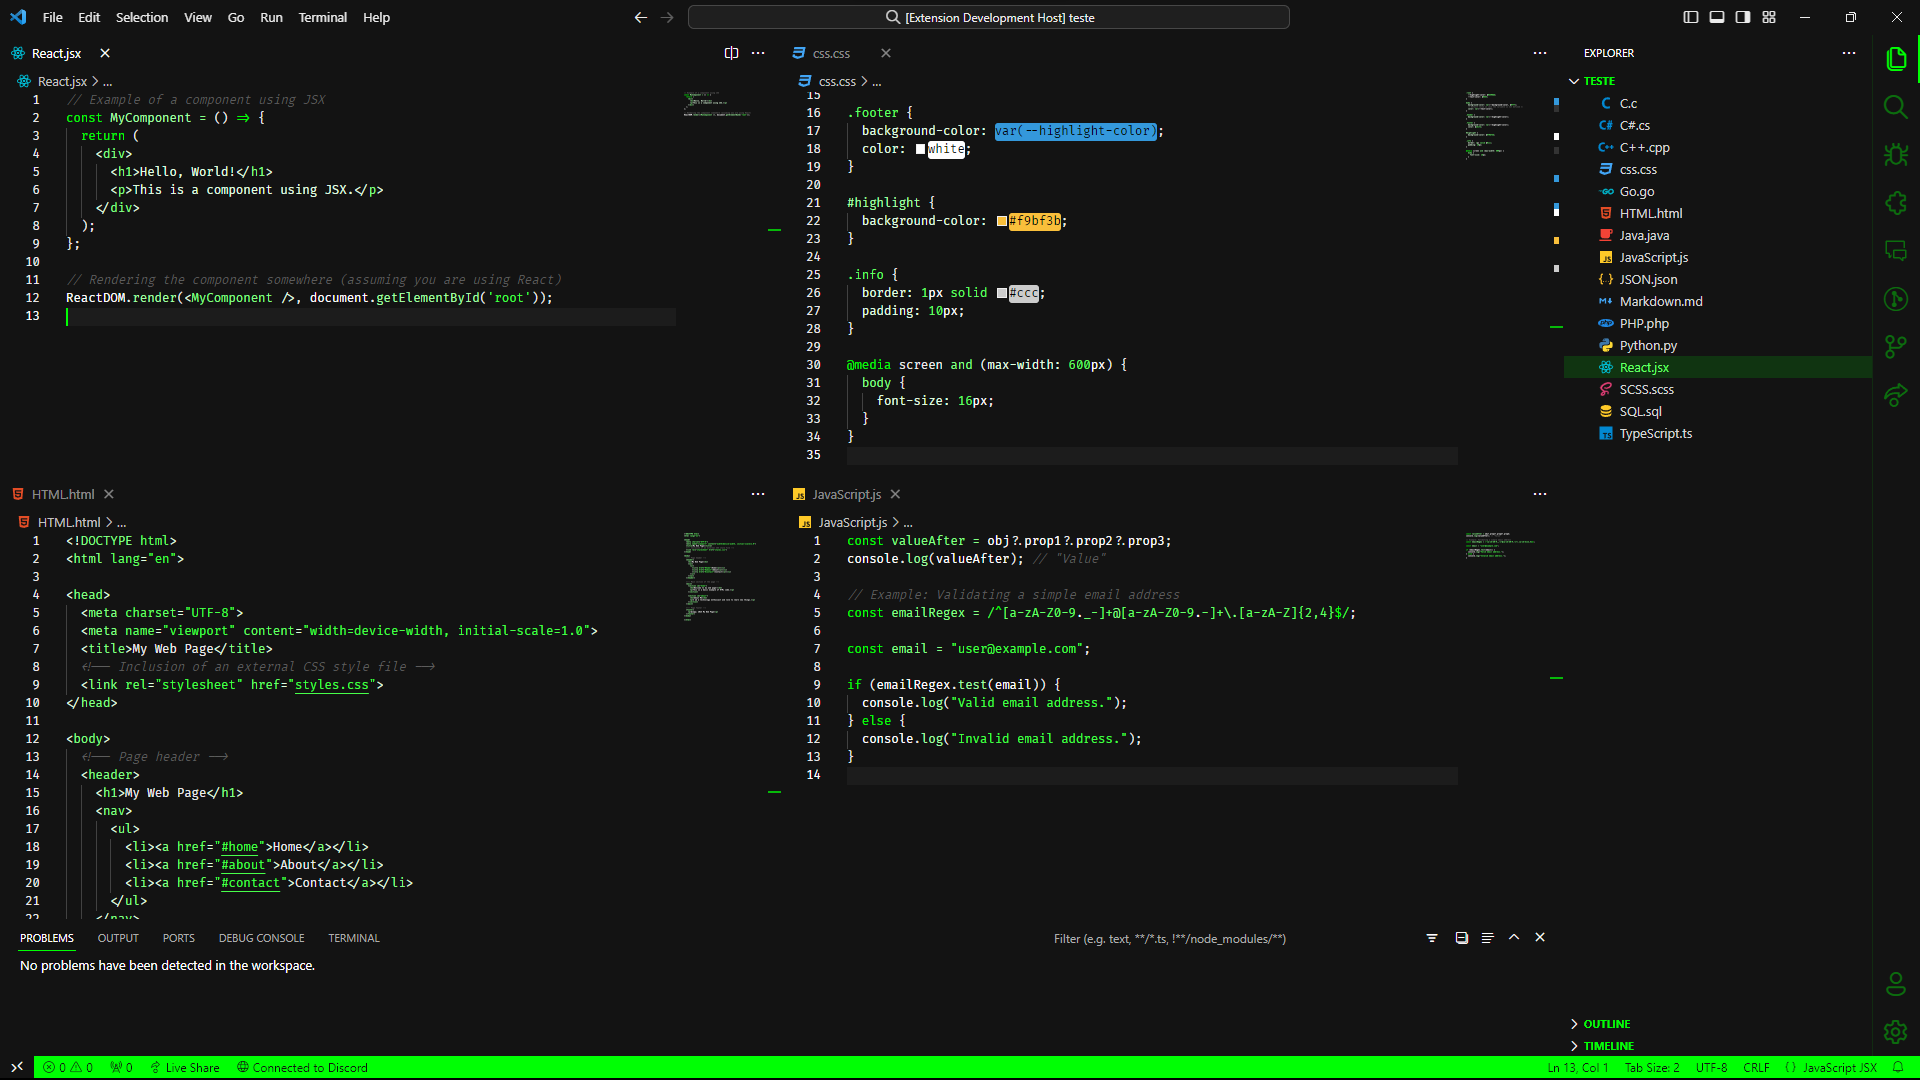 File Edit Selection View Go Run Terminal Help
[Extension Development Host] teste
React.jsx
React.jsx > ...
1 // Example of a component using JSX
2 const MyComponent = () => {
3 return (
4 <div>
5 <h1>Hello, World!</h1>
6 <p>This is a component using JSX.</p>
7 </div>
8 );
9 };
10
11 // Rendering the component somewhere (assuming you are using React)
12 ReactDOM.render(<MyComponent />, document.getElementById('root'));
13
css.css
css.css > ...
15
16 .footer {
17 background-color: var(--highlight-color);
18 color: white;
19 }
20
21 #highlight {
22 background-color: #f9bf3b;
23 }
24
25 .info {
26 border: 1px solid #ccc;
27 padding: 10px;
28 }
29
30 @media screen and (max-width: 600px) {
31 body {
32 font-size: 16px;
33 }
34 }
35
HTML.html
HTML.html > ...
1 <!DOCTYPE html>
2 <html lang="en">
3
4 <head>
5 <meta charset="UTF-8">
6 <meta name="viewport" content="width=device-width, initial-scale=1.0">
7 <title>My Web Page</title>
8 <!-- Inclusion of an external CSS style file -->
9 <link rel="stylesheet" href="styles.css">
10 </head>
11
12 <body>
13 <!-- Page header -->
14 <header>
15 <h1>My Web Page</h1>
16 <nav>
17 <ul>
18 <li><a href="#home">Home</a></li>
19 <li><a href="#about">About</a></li>
20 <li><a href="#contact">Contact</a></li>
21 </ul>
22 </nav>
JavaScript.js
JavaScript.js > ...
1 const valueAfter = obj?.prop1?.prop2?.prop3;
2 console.log(valueAfter); // "Value"
3
4 // Example: Validating a simple email address
5 const emailRegex = /^[a-zA-Z0-9._-]+@[a-zA-Z0-9.-]+\.[a-zA-Z]{2,4}$/;
6
7 const email = "user@example.com";
8
9 if (emailRegex.test(email)) {
10 console.log("Valid email address.");
11 } else {
12 console.log("Invalid email address.");
13 }
14
EXPLORER
TESTE
C.c
C#.cs
C++.cpp
css.css
Go.go
HTML.html
Java.java
JavaScript.js
JSON.json
Markdown.md
PHP.php
Python.py
React.jsx
SCSS.scss
SQL.sql
TypeScript.ts
OUTLINE
TIMELINE
PROBLEMS OUTPUT PORTS DEBUG CONSOLE TERMINAL
Filter (e.g. text, **/*.ts, !**/node_modules/**)
No problems have been detected in the workspace.
0 0 0 Live Share Connected to Discord
Ln 13, Col 1 Tab Size: 2 UTF-8 CRLF {} JavaScript JSX